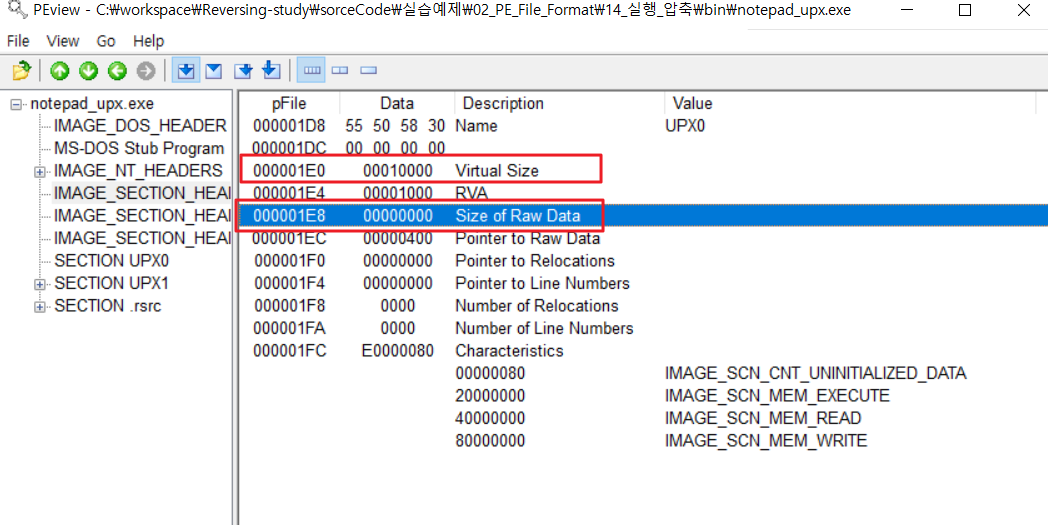 PEview - C:₩workspace₩Reversing-study₩sorceCode₩실습예제₩02_PE_File_Format₩14_실행_압축₩bin₩notepad_upx.exe
File View Go Help
notepad_upx.exe
IMAGE_DOS_HEADER
MS-DOS Stub Program
IMAGE_NT_HEADERS
IMAGE_SECTION_HEAI
IMAGE_SECTION_HEAI
IMAGE_SECTION_HEAI
SECTION UPX0
SECTION UPX1
SECTION .rsrc
pFile Data Description Value
000001D8 55 50 58 30 Name UPX0
000001DC 00 00 00 00
000001E0 00010000 Virtual Size
000001E4 00001000 RVA
000001E8 00000000 Size of Raw Data
000001EC 00000400 Pointer to Raw Data
000001F0 00000000 Pointer to Relocations
000001F4 00000000 Pointer to Line Numbers
000001F8 0000 Number of Relocations
000001FA 0000 Number of Line Numbers
000001FC E0000080 Characteristics
00000080 IMAGE_SCN_CNT_UNINITIALIZED_DATA
20000000 IMAGE_SCN_MEM_EXECUTE
40000000 IMAGE_SCN_MEM_READ
80000000 IMAGE_SCN_MEM_WRITE